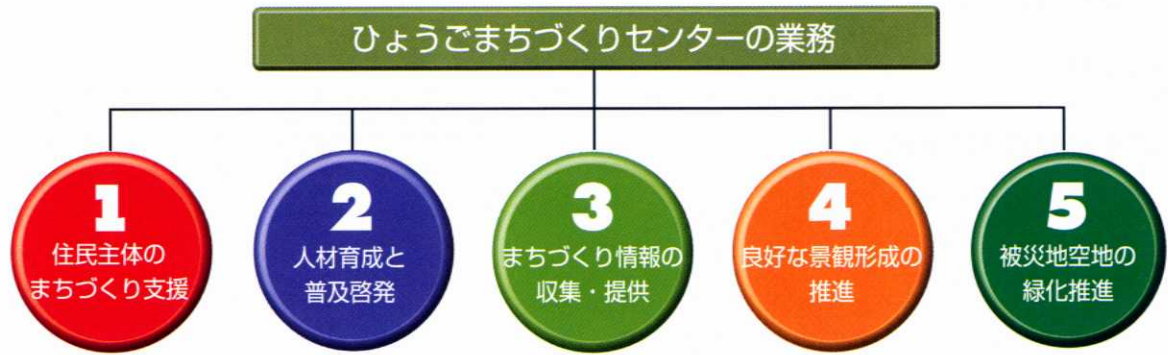 ひょうごまちづくりセンターの業務
1
住民主体の
まちづくり支援
2
人材育成と
普及啓発
3
まちづくり情報の
収集・提供
4
良好な景観形成の
推進
5
被災地空地の
緑化推進